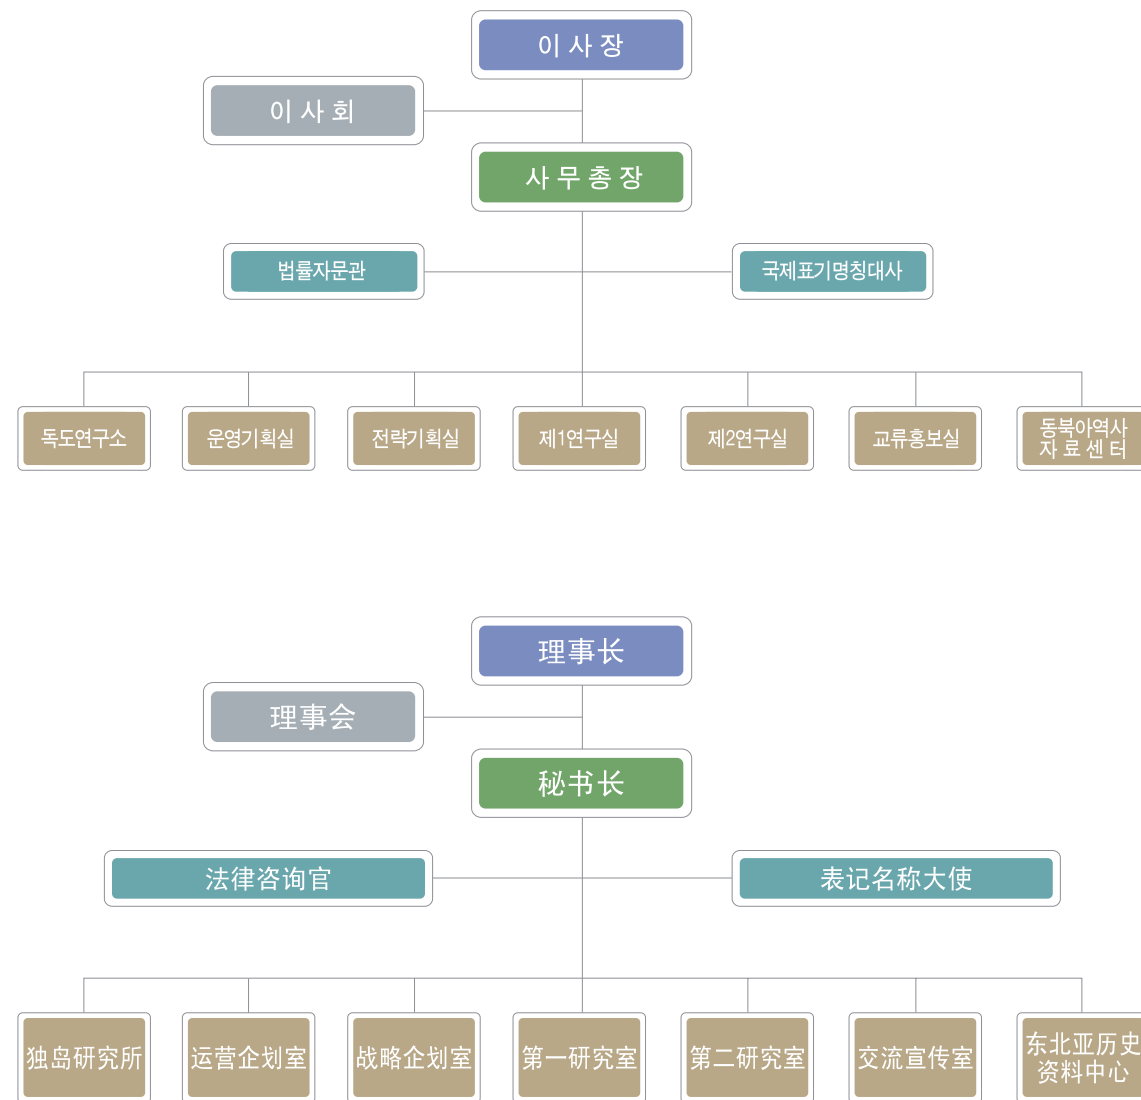 이 사 장
이 사 회
사 무 총 장
법률자문관
국제표기명칭대사
독도연구소
운영기획실
전략기획실
제1연구실
제2연구실
교류홍보실
동북아역사
자 료 센 터
理事长
理事会
秘书长
法律咨询官
表记名称大使
独岛研究所
运营企划室
战略企划室
第一研究室
第二研究室
交流宣传室
东北亚历史
资料中心